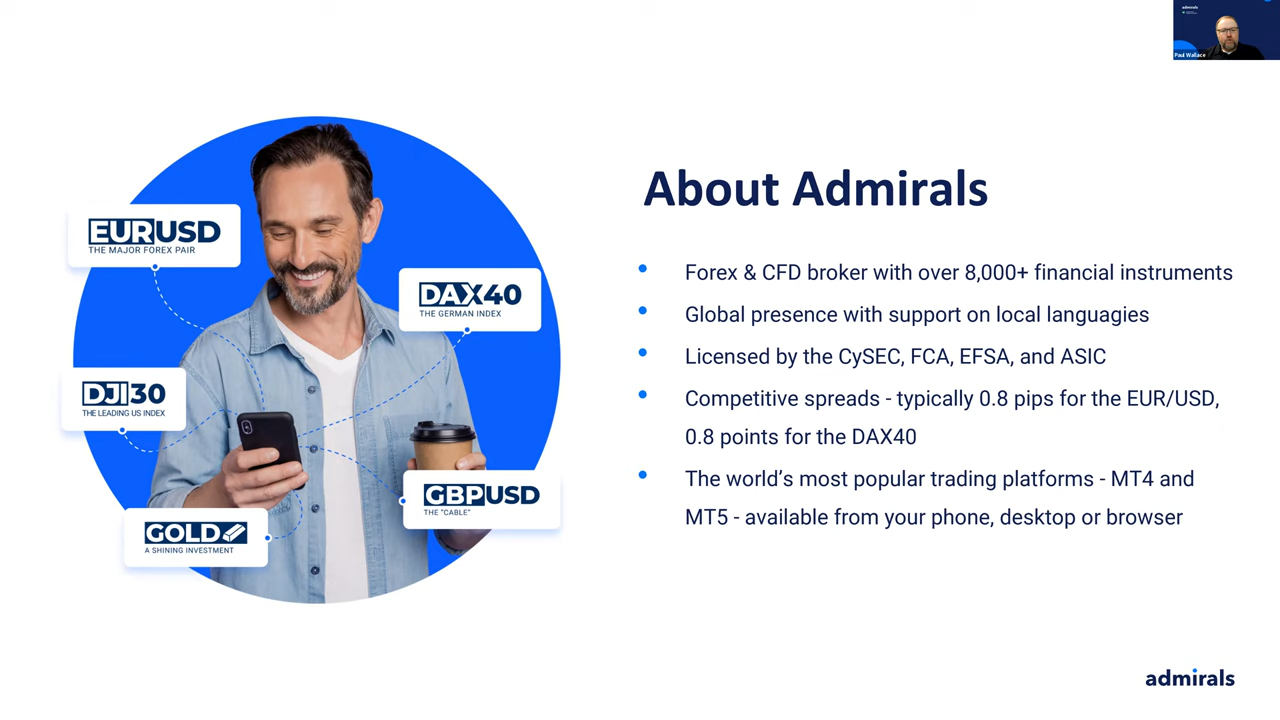 admirals
Paul Wallace
About Admirals
EURUSD
THE MAJOR FOREX PAIR
DAX40
THE GERMAN INDEX
DJI30
THE LEADING US INDEX
GBPUSD
THE "CABLE"
GOLD
A SHINING INVESTMENT
Forex & CFD broker with over 8,000+ financial instruments
Global presence with support on local languagies
Licensed by the CySEC, FCA, EFSA, and ASIC
Competitive spreads - typically 0.8 pips for the EUR/USD,
0.8 points for the DAX40
The world's most popular trading platforms - MT4 and
MT5 - available from your phone, desktop or browser
admirals